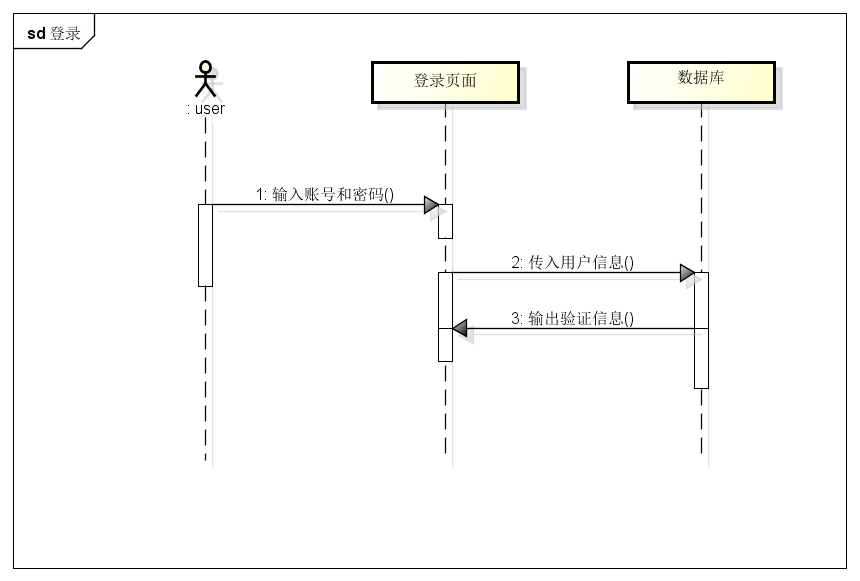 sd 登录
: user
登录页面
数据库
1: 输入账号和密码()
2: 传入用户信息()
3: 输出验证信息()